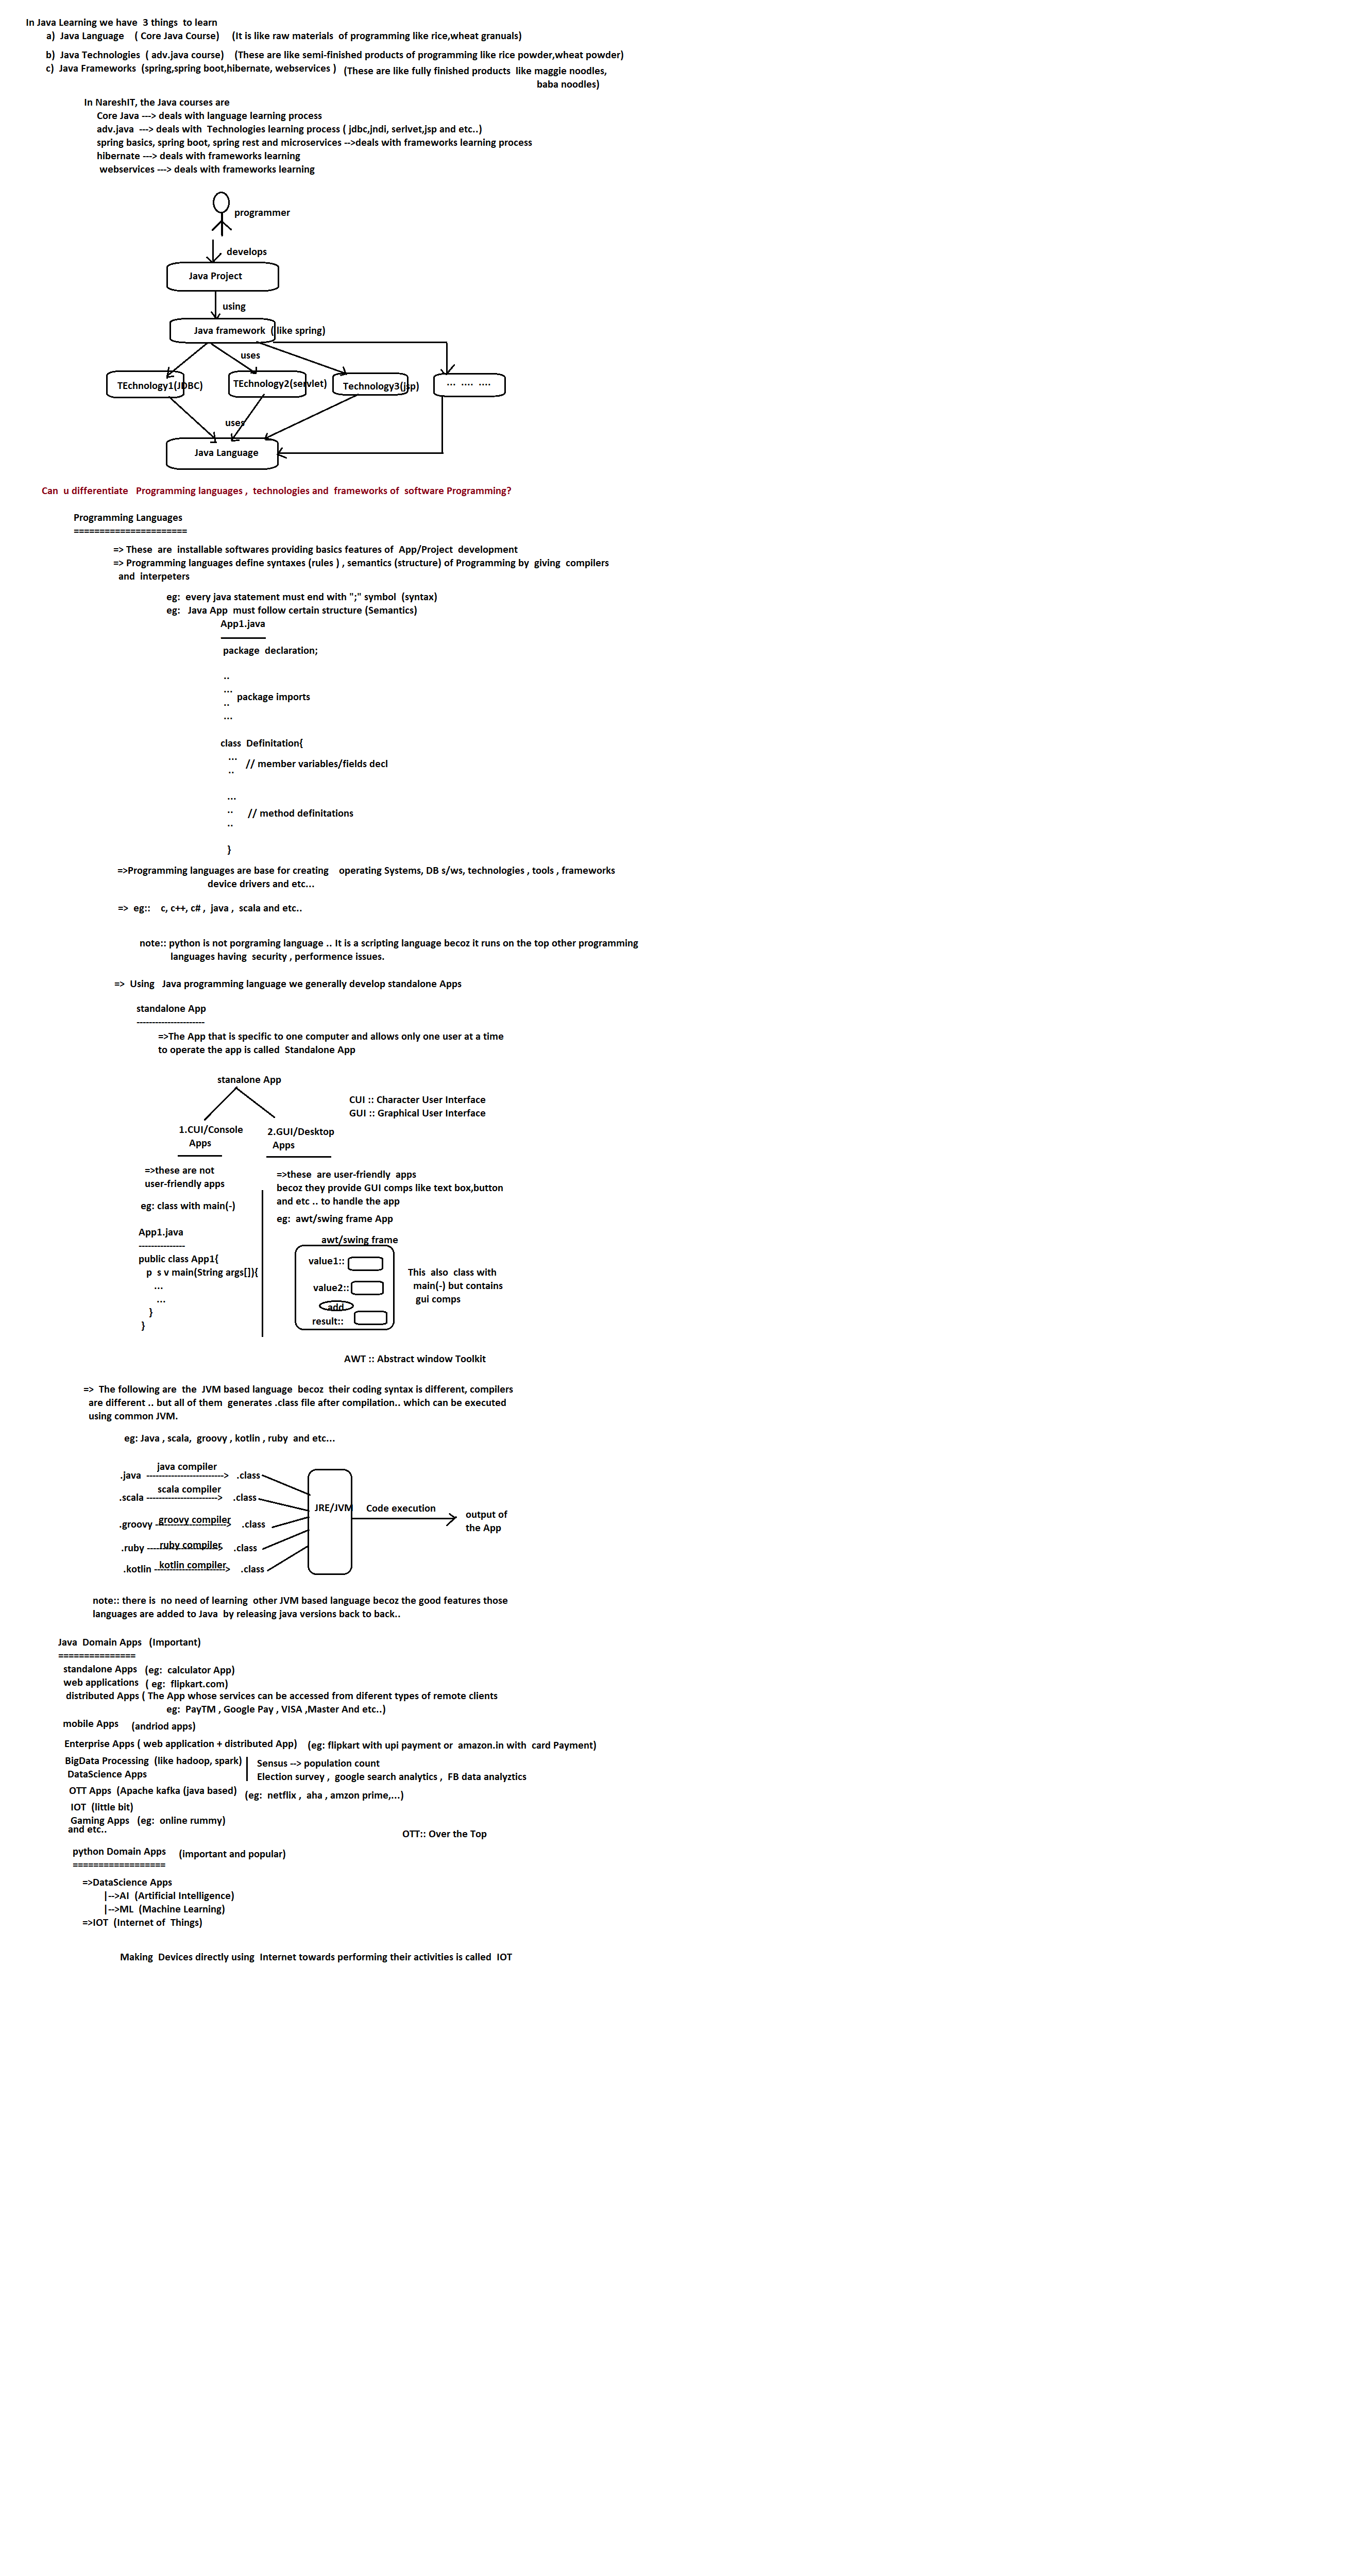 In Java Learning we have  3 things  to learn
a)  Java Language    ( Core Java Course)     (It is like raw materials  of programming like rice,wheat granuals)
b)  Java Technologies  ( adv.java course)    (These are like semi-finished products of programming like rice powder,wheat powder)
c)  Java Frameworks  (spring,spring boot,hibernate, webservices )   (These are like fully finished products  like maggie noodles,
baba noodles)
In NareshIT, the Java courses are
Core Java ---> deals with language learning process
adv.java  ---> deals with  Technologies learning process ( jdbc,jndi, serlvet,jsp and etc..)
spring basics, spring boot, spring rest and microservices -->deals with frameworks learning process
hibernate ---> deals with frameworks learning
webservices ---> deals with frameworks learning
programmer
develops
Java Project
using
Java framework  ( like spring)
uses
TEchnology1(JDBC)
TEchnology2(servlet)
Technology3(jsp)
...  ....  ....
uses
Java Language
Can  u differentiate   Programming languages ,  technologies and  frameworks of  software Programming?
Programming Languages
======================
=> These  are  installable softwares providing basics features of  App/Project  development
=> Programming languages define syntaxes (rules ) , semantics (structure) of Programming by  giving  compilers
and  interpeters
eg:  every java statement must end with ";" symbol  (syntax)
eg:   Java App  must follow certain structure (Semantics)
App1.java
package  declaration;
..
...
package imports
..
...
class  Definitation{
...
// member variables/fields decl
..
...
..
// method definitations
..
}
=>Programming languages are base for creating    operating Systems, DB s/ws, technologies , tools , frameworks
device drivers and etc...
=>  eg::    c, c++, c# ,  java ,  scala and etc..
note:: python is not porgraming language .. It is a scripting language becoz it runs on the top other programming
languages having  security , performence issues.
=>  Using   Java programming language we generally develop standalone Apps
standalone App
----------------------
=>The App that is specific to one computer and allows only one user at a time
to operate the app is called  Standalone App
stanalone App
CUI :: Character User Interface
GUI :: Graphical User Interface
1.CUI/Console
Apps
2.GUI/Desktop
Apps
=>these are not
user-friendly apps
eg: class with main(-)
App1.java
---------------
public class App1{
p  s v main(String args[]){
...
...
}
}
=>these  are user-friendly  apps
becoz they provide GUI comps like text box,button
and etc .. to handle the app
eg:  awt/swing frame App
awt/swing frame
value1::
value2::
add
result::
This  also  class with
main(-) but contains
gui comps
AWT :: Abstract window Toolkit
=>  The following are  the  JVM based language  becoz  their coding syntax is different, compilers
are different .. but all of them  generates .class file after compilation.. which can be executed
using common JVM.
eg: Java , scala,  groovy , kotlin , ruby  and etc...
java compiler
.java  ------------------------->   .class
scala compiler
.scala ----------------------->    .class
groovy compiler
.groovy ----------------------->    .class
ruby compiler
.ruby ----------------------->    .class
kotlin compiler
.kotlin ----------------------->    .class
JRE/JVM
Code execution
output of
the App
note:: there is  no need of learning  other JVM based language becoz the good features those
languages are added to Java  by releasing java versions back to back..
Java  Domain Apps   (Important)
===============
standalone Apps   (eg:  calculator App)
web applications   ( eg:  flipkart.com)
distributed Apps ( The App whose services can be accessed from diferent types of remote clients
eg:  PayTM , Google Pay , VISA ,Master And etc..)
mobile Apps     (andriod apps)
Enterprise Apps ( web application + distributed App)    (eg: flipkart with upi payment or  amazon.in with  card Payment)
BigData Processing  (like hadoop, spark)
DataScience Apps
Sensus --> population count
Election survey ,  google search analytics ,  FB data analyztics
OTT Apps  (Apache kafka (java based)   (eg:  netflix ,  aha , amzon prime,...)
IOT  (little bit)
Gaming Apps   (eg:  online rummy)
and etc..
OTT:: Over the Top
python Domain Apps     (important and popular)
==================
=>DataScience Apps
|-->AI  (Artificial Intelligence)
|-->ML  (Machine Learning)
=>IOT  (Internet of  Things)
Making  Devices directly using  Internet towards performing their activities is called  IOT